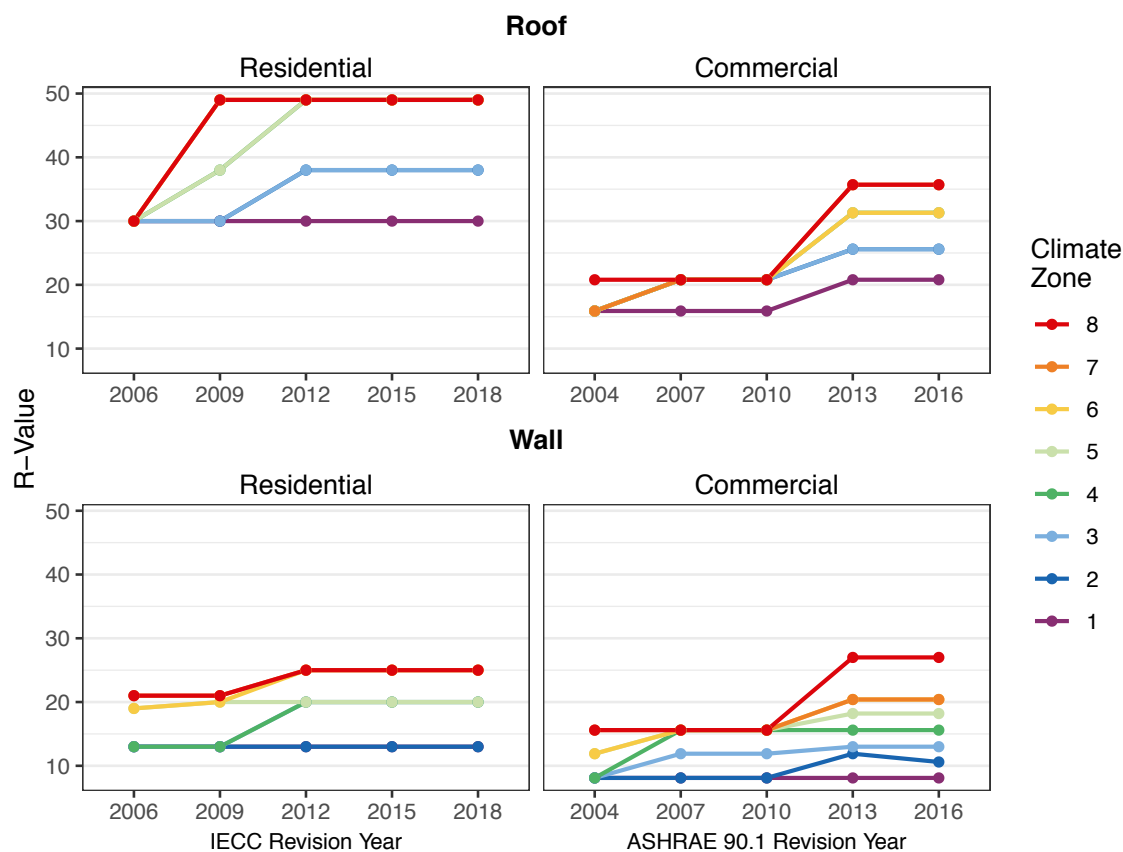 Roof
Residential
Commercial
50
40
30
20
10
2006 2009 2012 2015 2018
2004 2007 2010 2013 2016
R−Value
Wall
Residential
Commercial
50
40
30
20
10
2006 2009 2012 2015 2018
2004 2007 2010 2013 2016
IECC Revision Year
ASHRAE 90.1 Revision Year
Climate
Zone
8
7
6
5
4
3
2
1